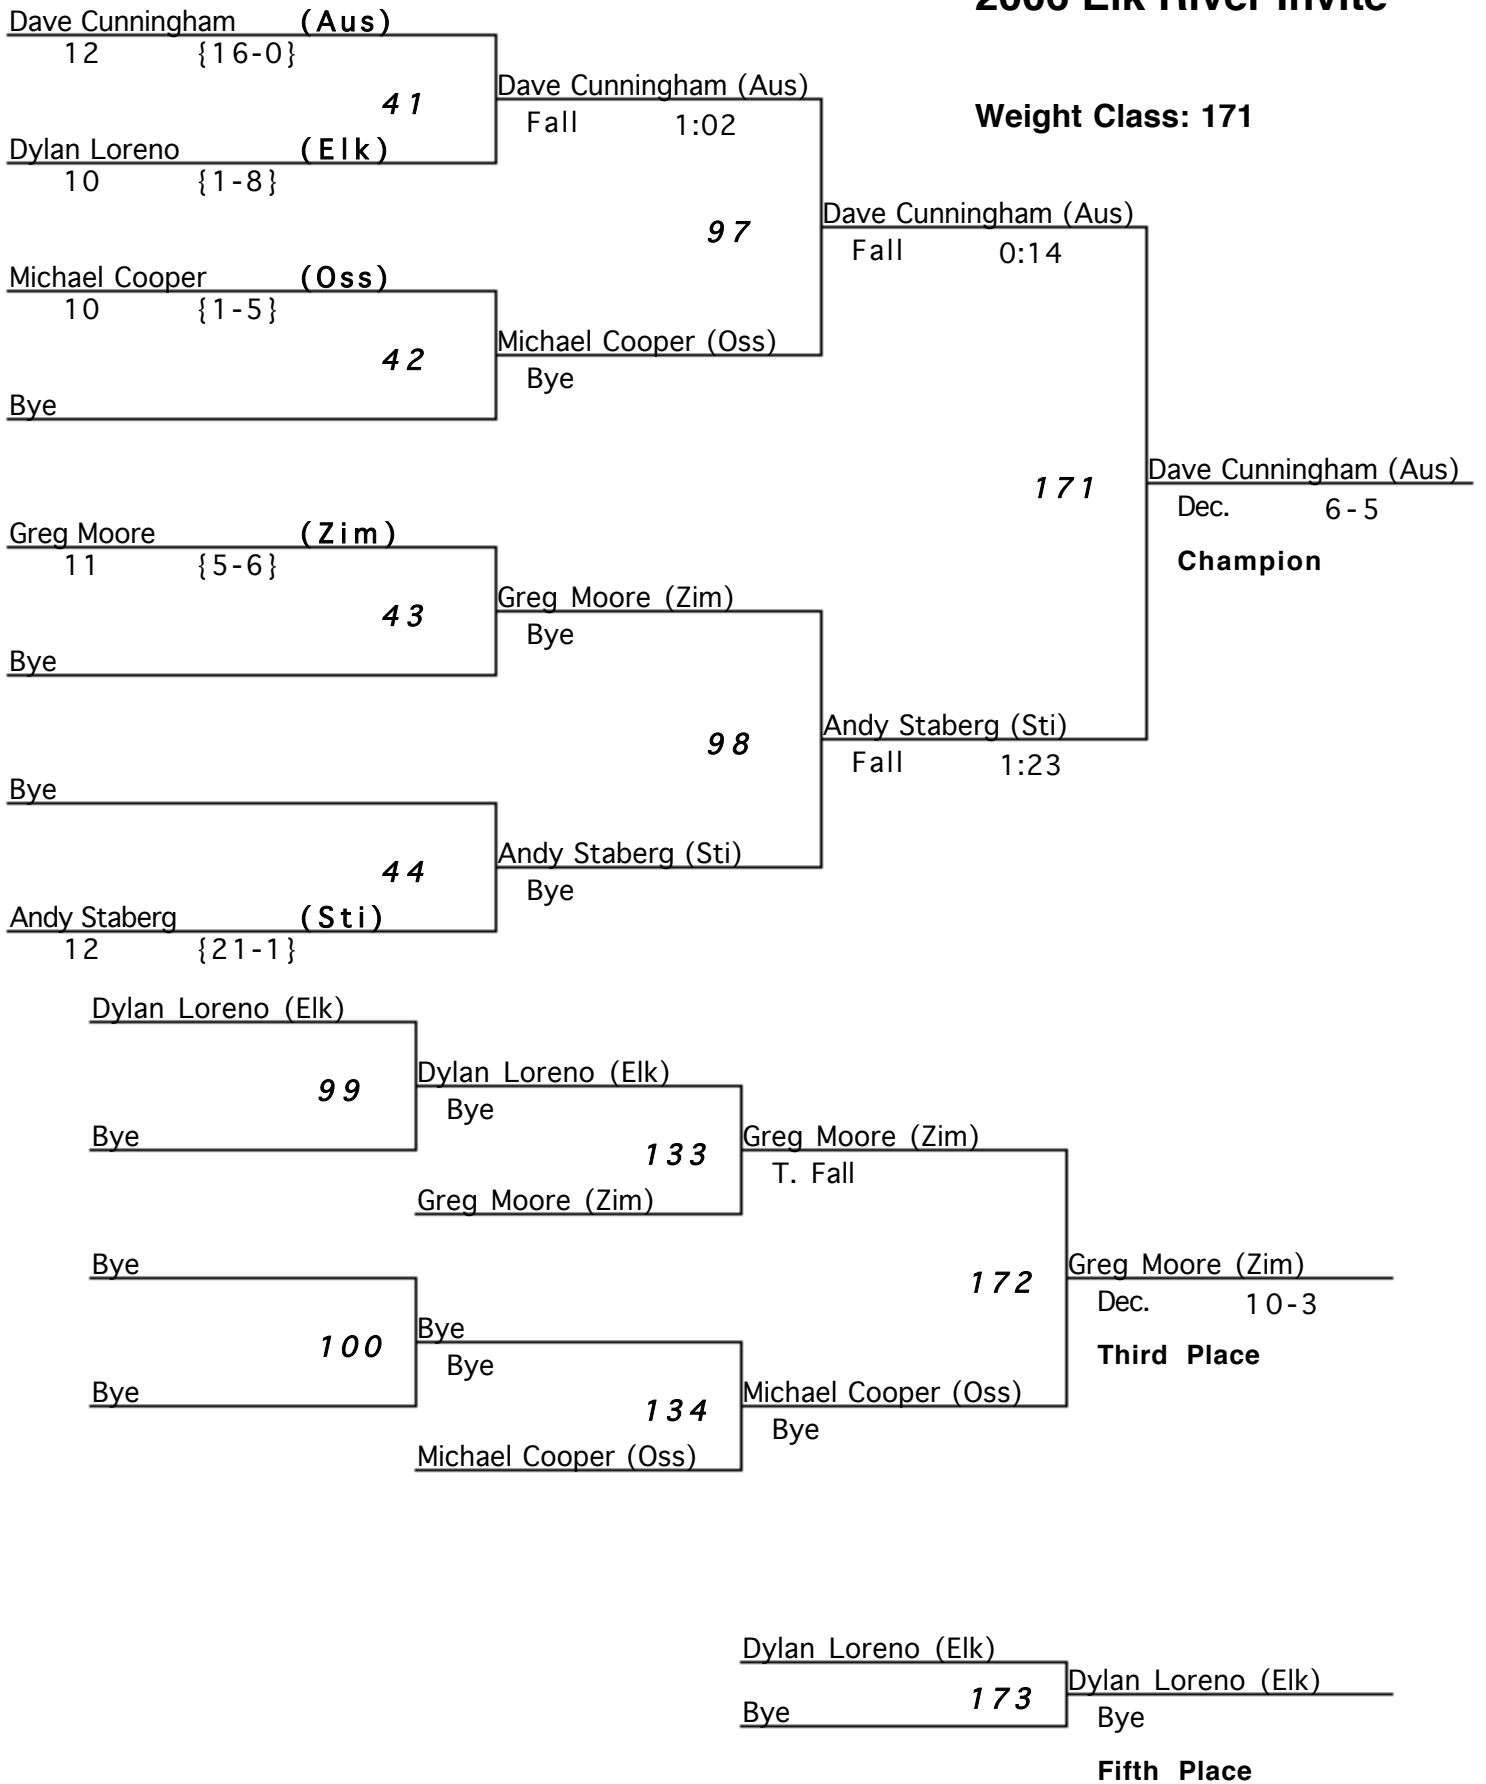 2006 Elk River Invite
Weight Class: 171
Dave Cunningham (Aus)
12 {16-0}
41
Dylan Loreno (Elk)
10 {1-8}
Dave Cunningham (Aus)
Fall 1:02
97
Michael Cooper (Oss)
10 {1-5}
42
Bye
Michael Cooper (Oss)
Bye
Dave Cunningham (Aus)
Fall 0:14
171
Dave Cunningham (Aus)
Dec. 6-5
Champion
Greg Moore (Zim)
11 {5-6}
43
Bye
Greg Moore (Zim)
Bye
98
Bye
44
Andy Staberg (Sti)
12 {21-1}
Andy Staberg (Sti)
Bye
Andy Staberg (Sti)
Fall 1:23
Dylan Loreno (Elk)
99
Bye
Dylan Loreno (Elk)
Bye
133
Greg Moore (Zim)
Greg Moore (Zim)
T. Fall
172
Bye
100
Bye
Bye
Bye
134
Michael Cooper (Oss)
Michael Cooper (Oss)
Bye
Greg Moore (Zim)
Dec. 10-3
Third Place
Dylan Loreno (Elk)
173
Bye
Dylan Loreno (Elk)
Bye
Fifth Place